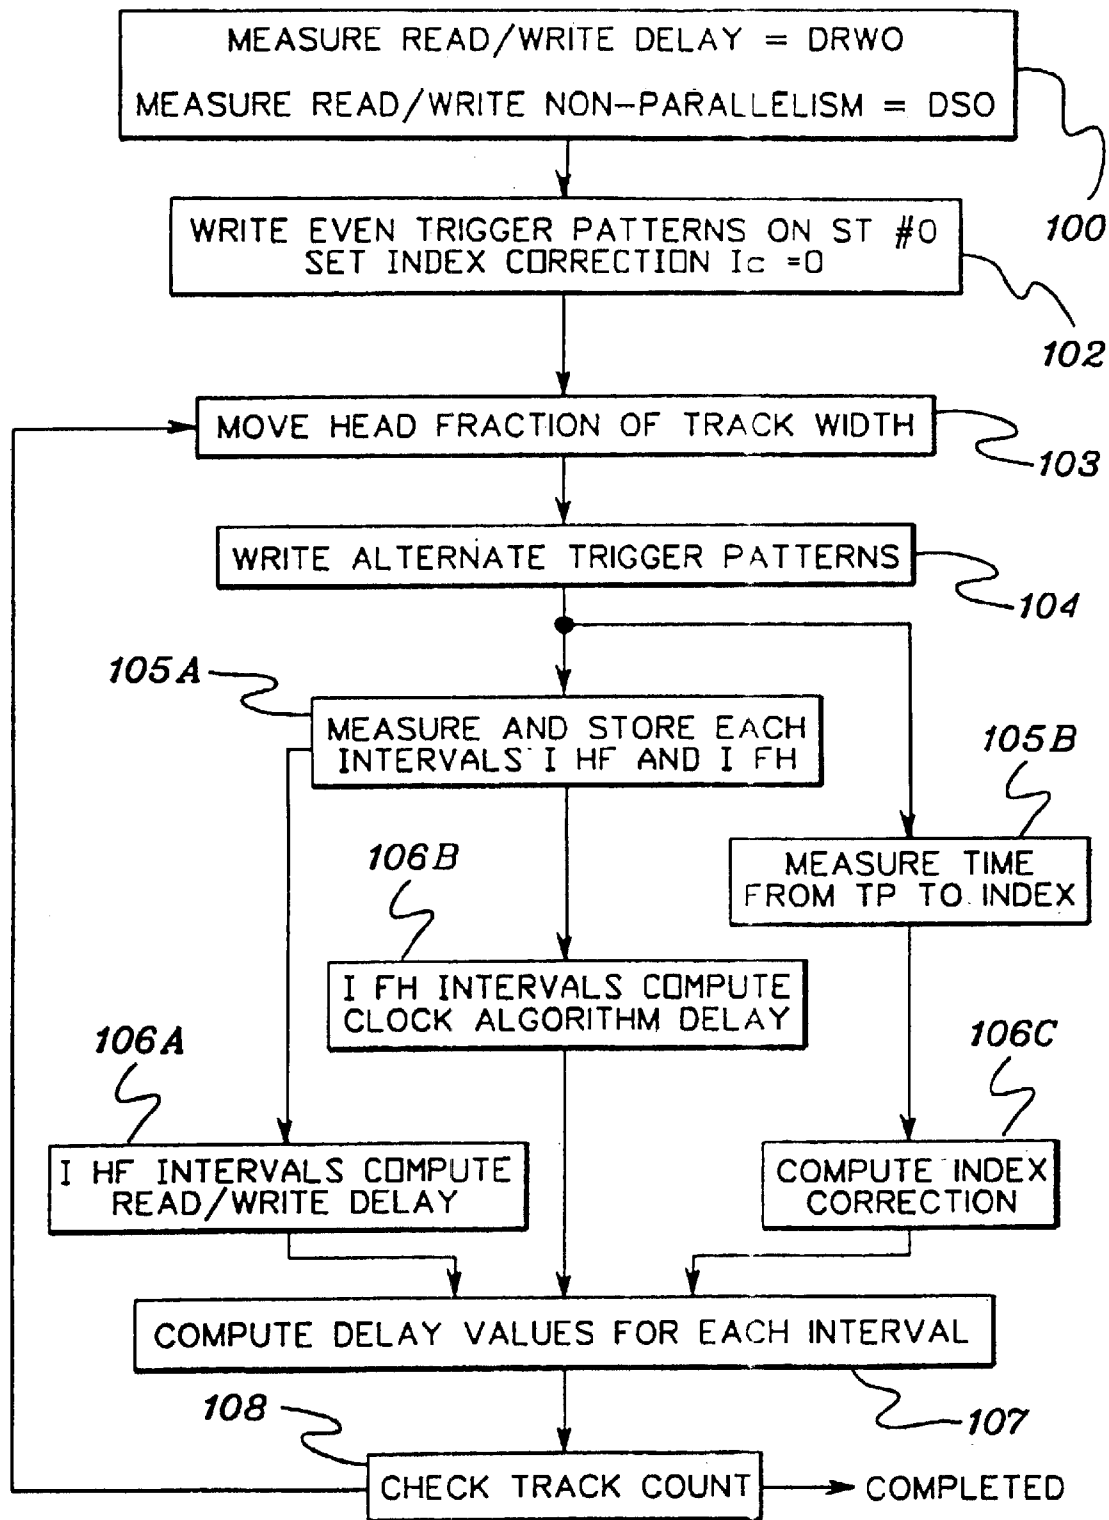 MEASURE READ/WRITE DELAY = DRWO
MEASURE READ/WRITE NON-PARALLELISM = DSO
100
WRITE EVEN TRIGGER PATTERNS ON ST #0
SET INDEX CORRECTION Ic =0
102
MOVE HEAD FRACTION OF TRACK WIDTH
103
WRITE ALTERNATE TRIGGER PATTERNS
104
105A
MEASURE AND STORE EACH
INTERVALS I HF AND I FH
105B
MEASURE TIME
FROM TP TO INDEX
106B
I FH INTERVALS COMPUTE
CLOCK ALGORITHM DELAY
106A
I HF INTERVALS COMPUTE
READ/WRITE DELAY
106C
COMPUTE INDEX
CORRECTION
COMPUTE DELAY VALUES FOR EACH INTERVAL
107
108
CHECK TRACK COUNT
COMPLETED